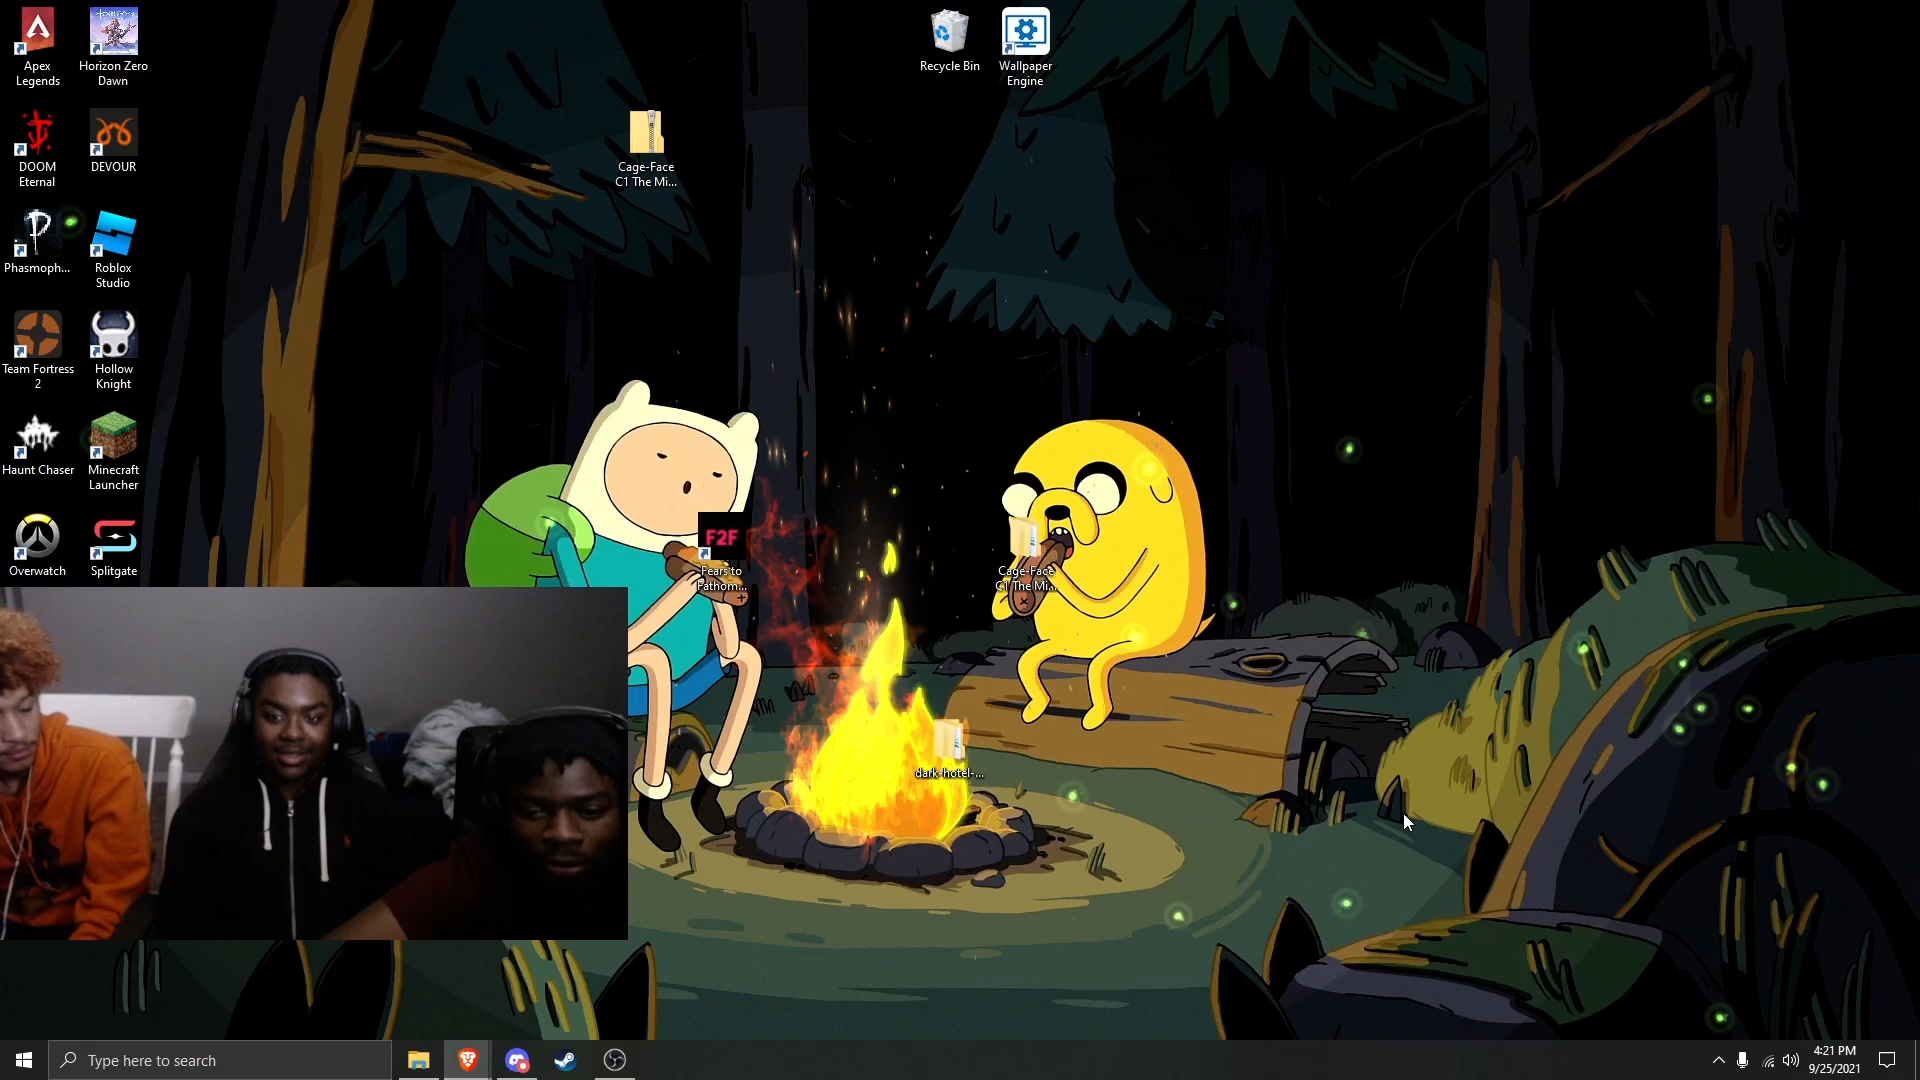 Apex
Legends
Horizon Zero
Dawn
Recycle Bin
Wallpaper
Engine
DOOM
Eternal
DEVOUR
Cage-Face
C1 The Mi...
Phasmoph...
Roblox
Studio
Team Fortress
2
Hollow
Knight
Haunt Chaser
Minecraft
Launcher
Overwatch
Splitgate
F2F
Fears to
Fathom...
Cage-Face
C1 The Mi...
dark-hotel-...
Type here to search
4:21 PM
9/25/2021